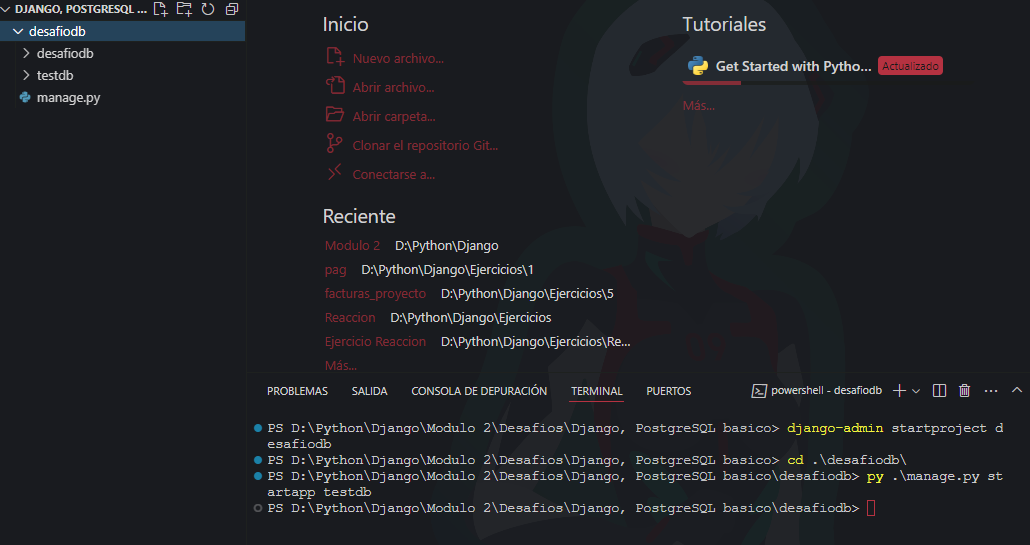 DJANGO, POSTGRESQL ...
desafiodb
desafiodb
testdb
manage.py
Inicio
Nuevo archivo...
Abrir archivo...
Abrir carpeta...
Clonar el repositorio Git...
Conectarse a...
Reciente
Modulo 2 D:\Python\Django
pag D:\Python\Django\Ejercicios\1
facturas_proyecto D:\Python\Django\Ejercicios\5
Reaccion D:\Python\Django\Ejercicios
Ejercicio Reaccion D:\Python\Django\Ejercicios\Re...
Más...
Tutoriales
Get Started with Pytho... Actualizado
Más...
PROBLEMAS SALIDA CONSOLA DE DEPURACIÓN TERMINAL PUERTOS powershell - desafiodb
PS D:\Python\Django\Modulo 2\Desafios\Django, PostgreSQL basico> django-admin startproject d
esafiodb
PS D:\Python\Django\Modulo 2\Desafios\Django, PostgreSQL basico> cd .\desafiodb\
PS D:\Python\Django\Modulo 2\Desafios\Django, PostgreSQL basico\desafiodb> py .\manage.py st
artapp testdb
PS D:\Python\Django\Modulo 2\Desafios\Django, PostgreSQL basico\desafiodb>